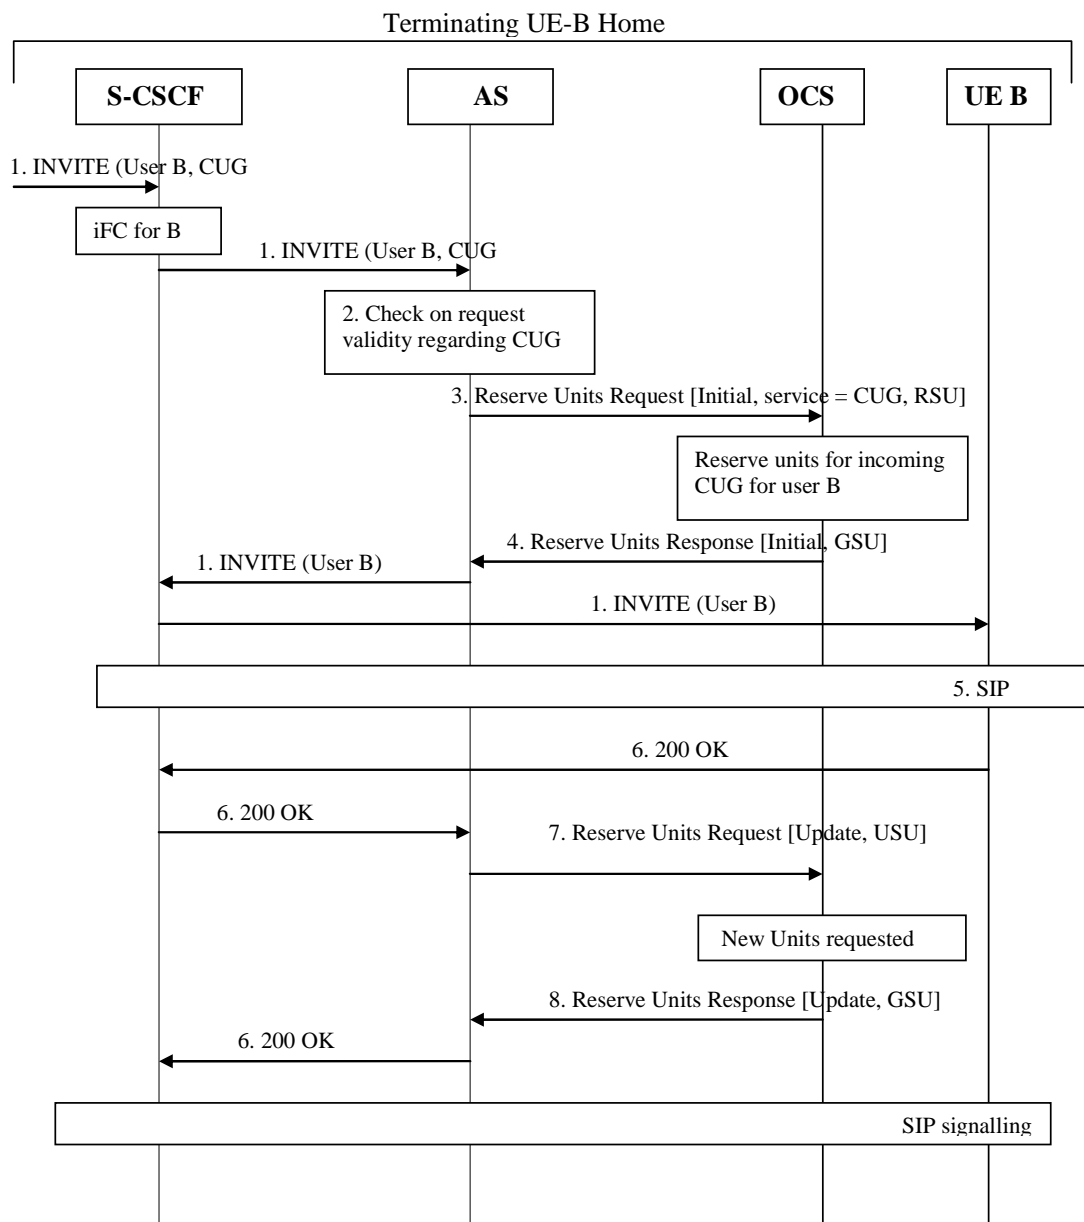 Terminating UE-B Home
S-CSCF
AS
OCS
UE B
1. INVITE (User B, CUG
iFC for B
1. INVITE (User B, CUG
2. Check on request
validity regarding CUG
3. Reserve Units Request [Initial, service = CUG, RSU]
Reserve units for incoming
CUG for user B
4. Reserve Units Response [Initial, GSU]
1. INVITE (User B)
1. INVITE (User B)
5. SIP
6. 200 OK
6. 200 OK
7. Reserve Units Request [Update, USU]
New Units requested
8. Reserve Units Response [Update, GSU]
6. 200 OK
SIP signalling